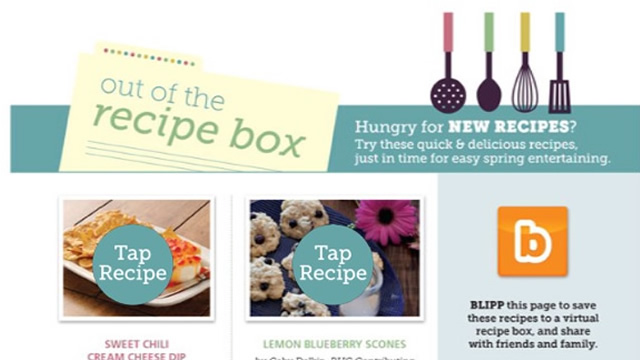 out of the
recipe box
Hungry for NEW RECIPES?
Try these quick & delicious recipes,
just in time for easy spring entertaining.
Tap
Recipe
Tap
Recipe
b
SWEET CHILI
CREAM CHEESE DIP
LEMON BLUEBERRY SCONES
BLIPP this page to save
these recipes to a virtual
recipe box, and share
with friends and family.